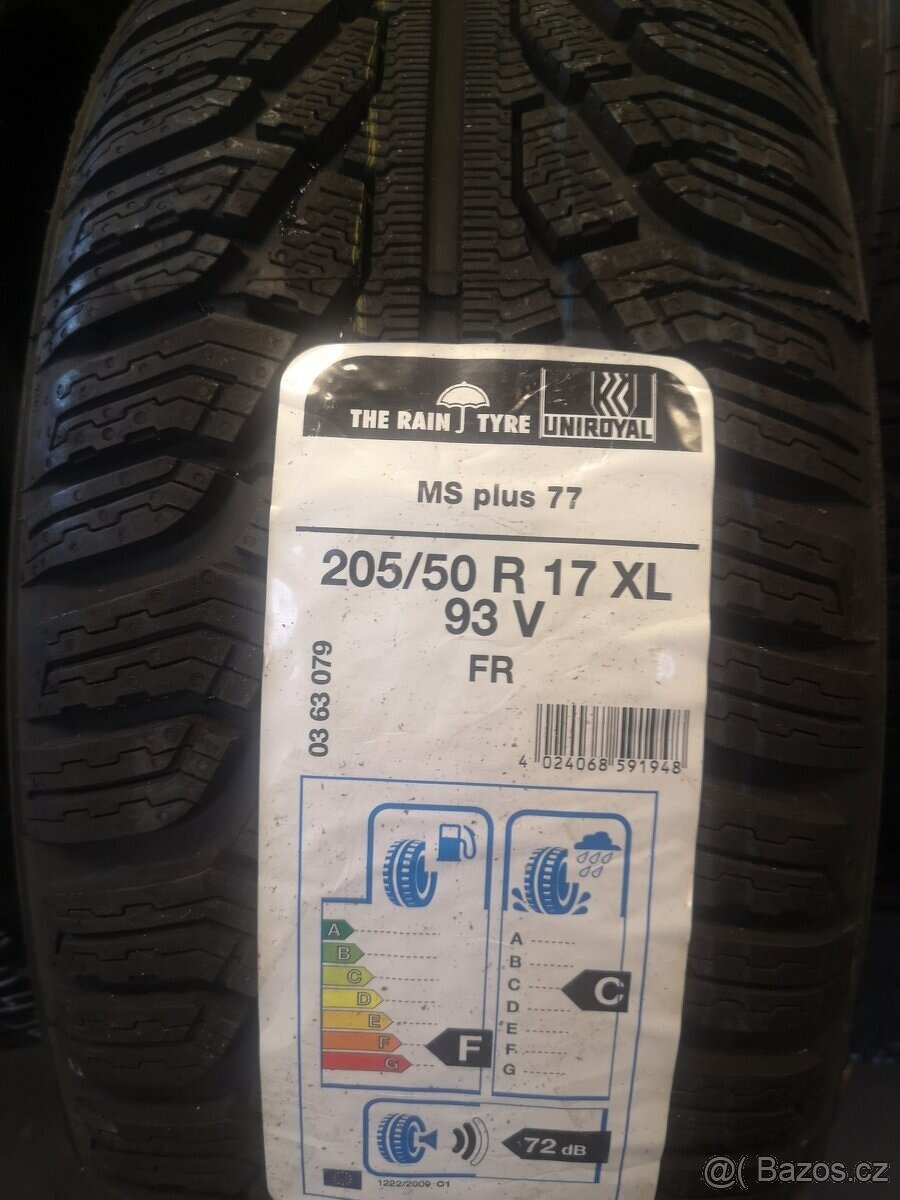 THE RAIN TYRE UNIROYAL
MS plus 77
205/50 R 17 XL
93 V
FR
03 63 079
4 024068 591948
A
B
C
D
E
F
G
F
A
B
C
D
E
F
G
C
72 dB
1222/2009 C1
@( Bazos.cz